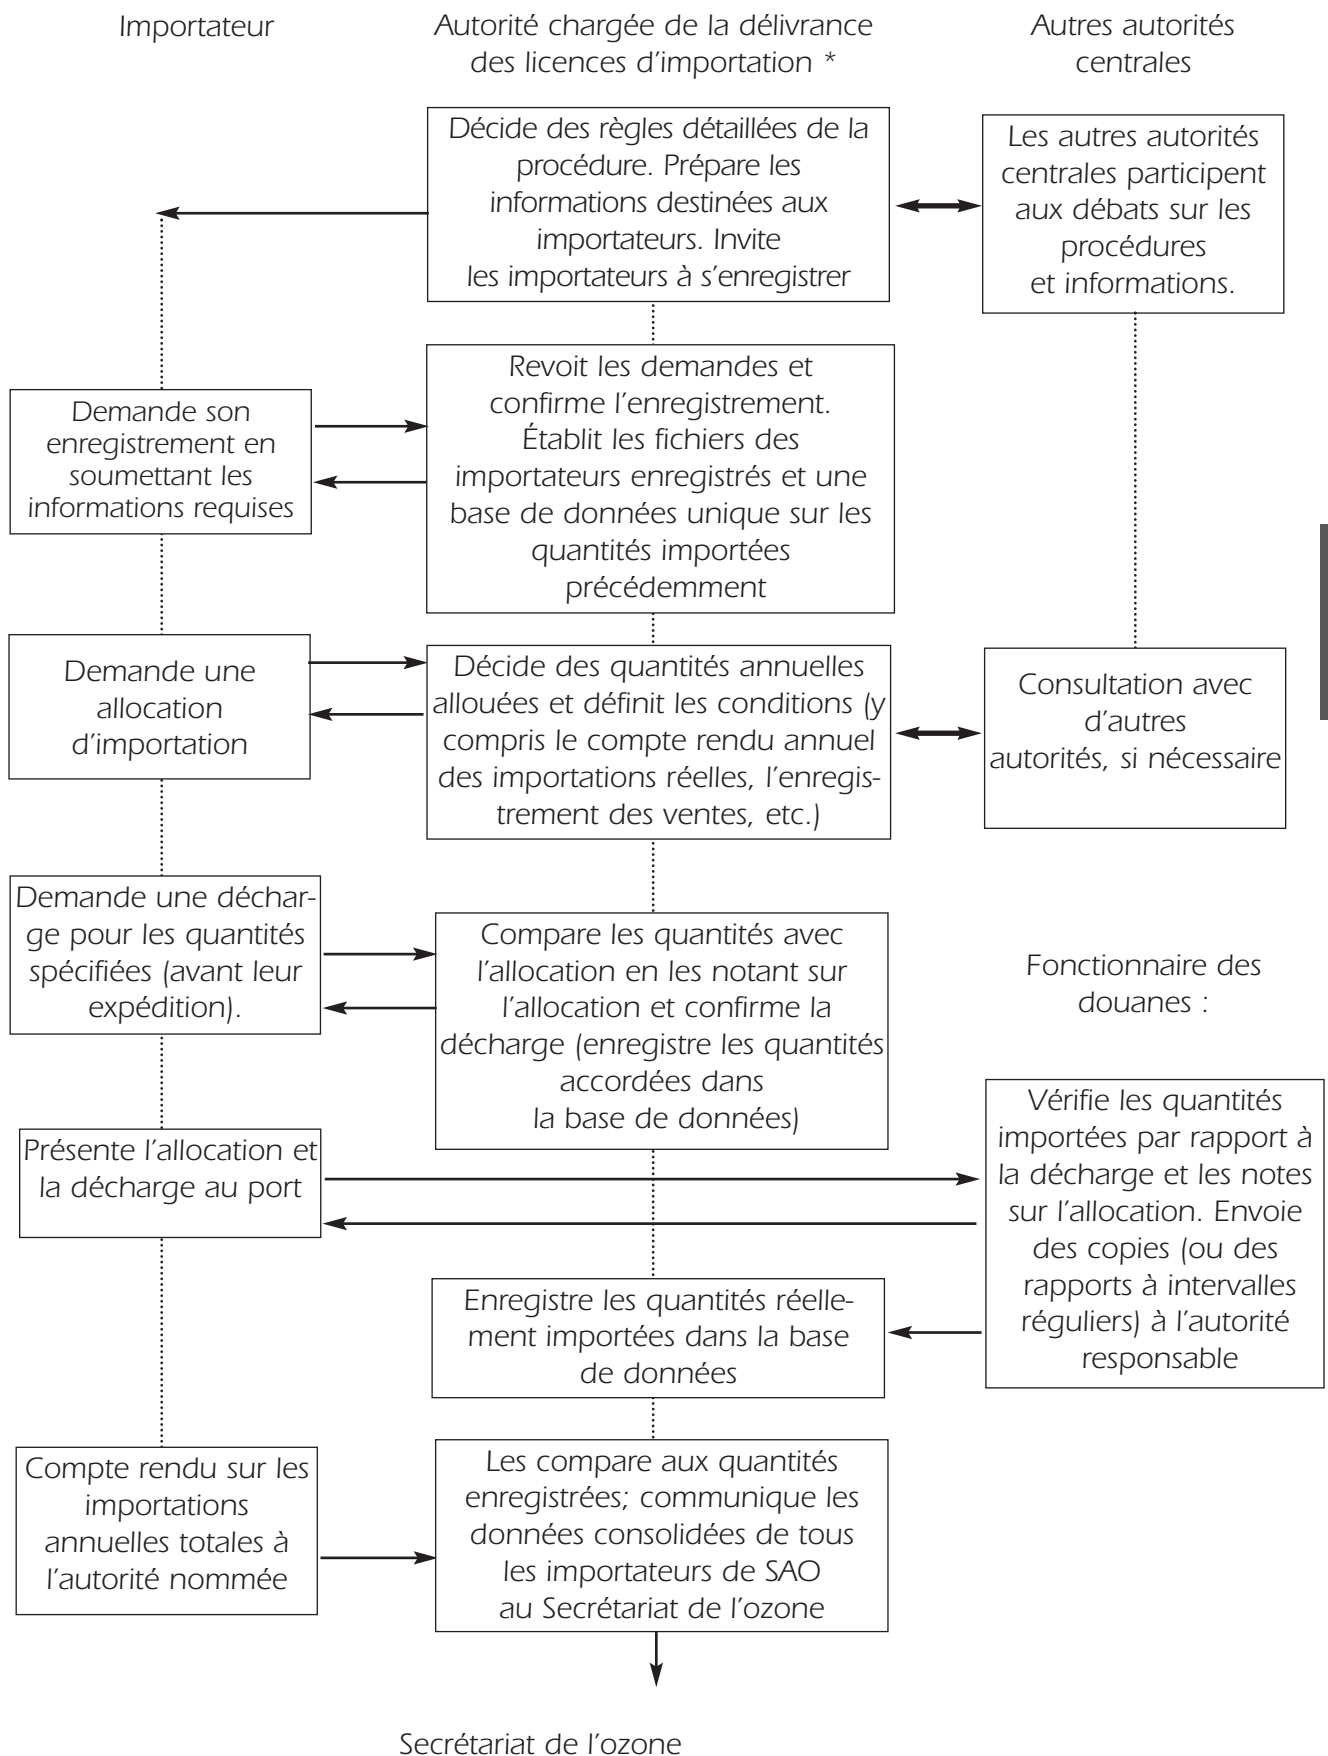 Importateur
Autorité chargée de la délivrance
des licences d'importation *
Autres autorités
centrales
Décide des règles détaillées de la
procédure. Prépare les
informations destinées aux
importateurs. Invite
les importateurs à s'enregistrer
Les autres autorités
centrales participent
aux débats sur les
procédures
et informations.
Demande son
enregistrement en
soumettant les
informations requises
Revoit les demandes et
confirme l'enregistrement.
Établit les fichiers des
importateurs enregistrés et une
base de données unique sur les
quantités importées
précédemment
Demande une
allocation
d'importation
Décide des quantités annuelles
allouées et définit les conditions (y
compris le compte rendu annuel
des importations réelles, l'enregis-
trement des ventes, etc.)
Consultation avec
d'autres
autorités, si nécessaire
Demande une déchar-
ge pour les quantités
spécifiées (avant leur
expédition).
Compare les quantités avec
l'allocation en les notant sur
l'allocation et confirme la
décharge (enregistre les quantités
accordées dans
la base de données)
Fonctionnaire des
douanes :
Présente l'allocation et
la décharge au port
Vérifie les quantités
importées par rapport à
la décharge et les notes
sur l'allocation. Envoie
des copies (ou des
rapports à intervalles
réguliers) à l'autorité
responsable
Enregistre les quantités réelle-
ment importées dans la base
de données
Compte rendu sur les
importations
annuelles totales à
l'autorité nommée
Les compare aux quantités
enregistrées; communique les
données consolidées de tous
les importateurs de SAO
au Secrétariat de l'ozone
Secrétariat de l'ozone